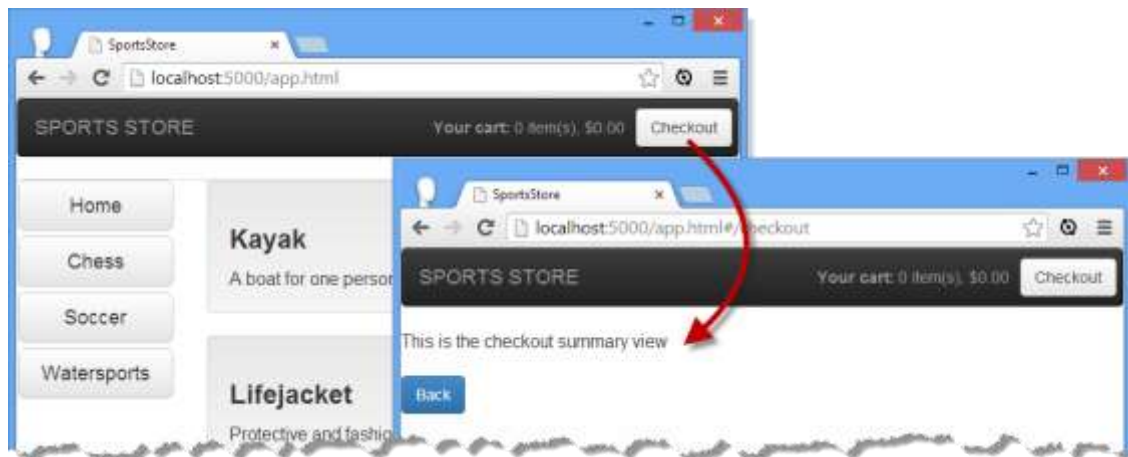 SportsStore
localhost:5000/app.html
SPORTS STORE
Your cart: 0 item(s), $0.00
Checkout
Home
Chess
Soccer
Watersports
Kayak
A boat for one person
Lifejacket
Protective and fashio
SportsStore
localhost:5000/app.html#/checkout
SPORTS STORE
Your cart: 0 item(s), $0.00
Checkout
This is the checkout summary view
Back